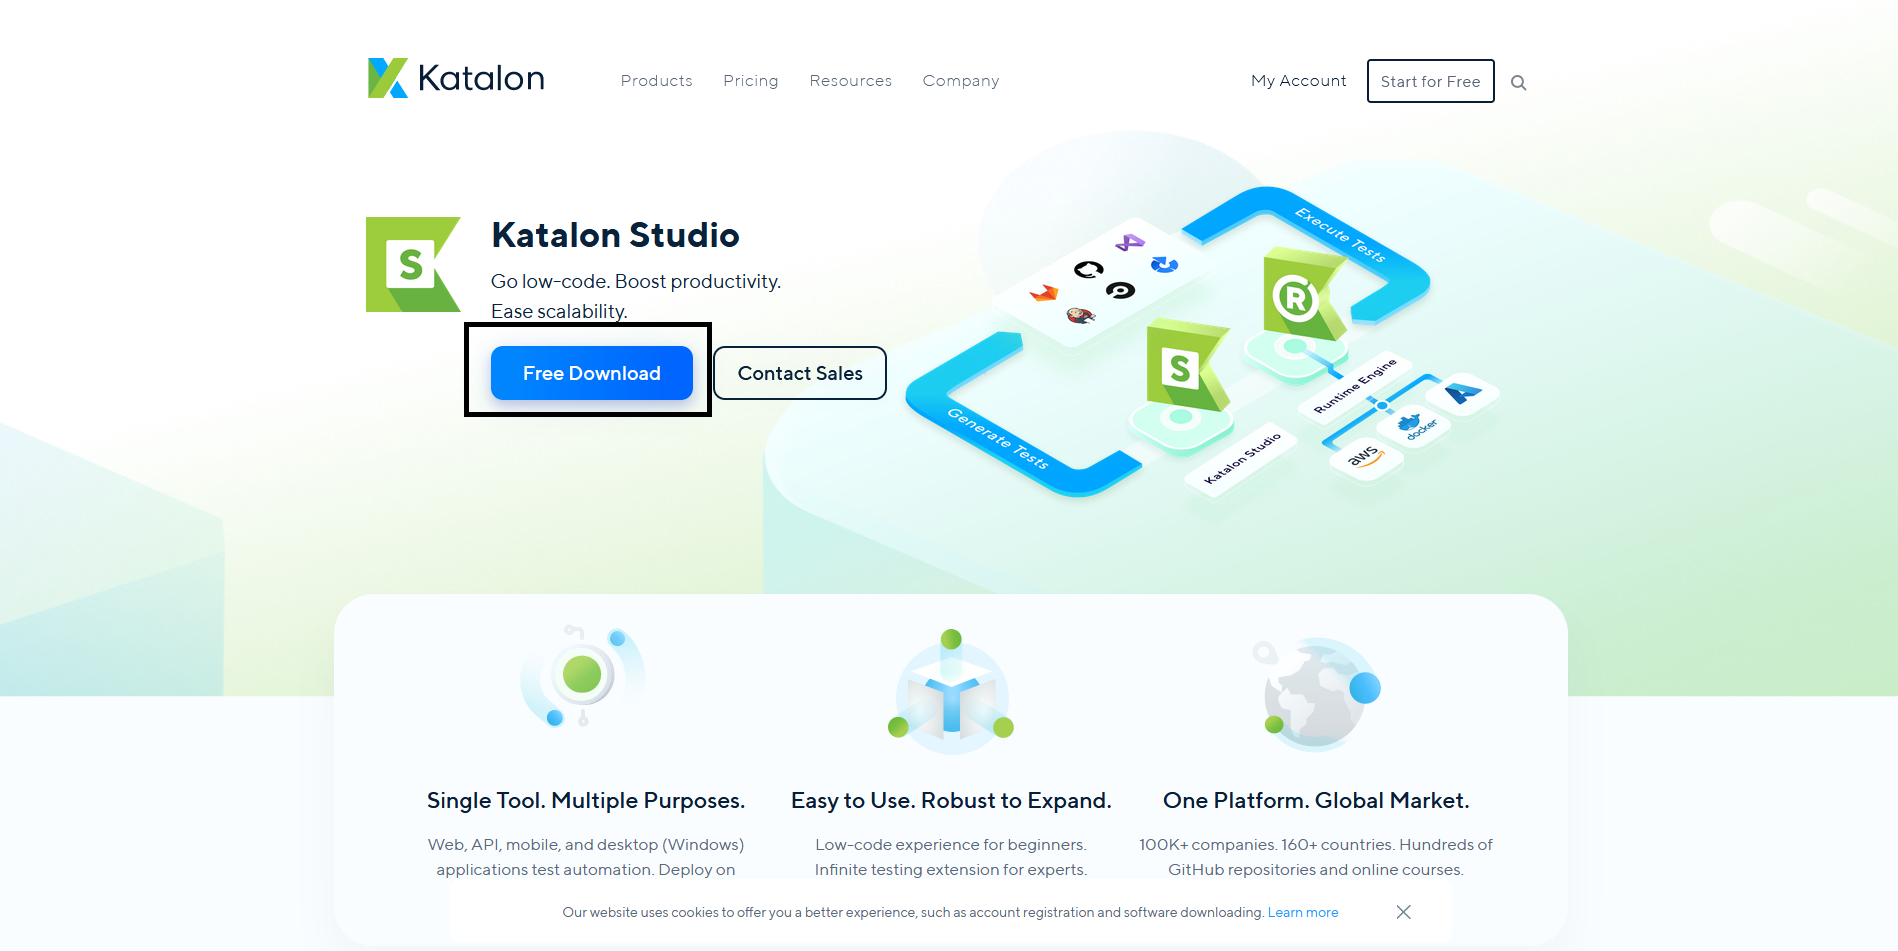 Katalon
Products
Pricing
Resources
Company
My Account
Start for Free
Katalon Studio
Go low-code. Boost productivity.
Ease scalability.
Free Download
Contact Sales
S
Execute Tests
R
S
Runtime Engine
Generate Tests
Katalon Studio
docker
aws
Single Tool. Multiple Purposes.
Web, API, mobile, and desktop (Windows)
applications test automation. Deploy on
Easy to Use. Robust to Expand.
Low-code experience for beginners.
Infinite testing extension for experts.
One Platform. Global Market.
100K+ companies. 160+ countries. Hundreds of
GitHub repositories and online courses.
Our website uses cookies to offer you a better experience, such as account registration and software downloading. Learn more